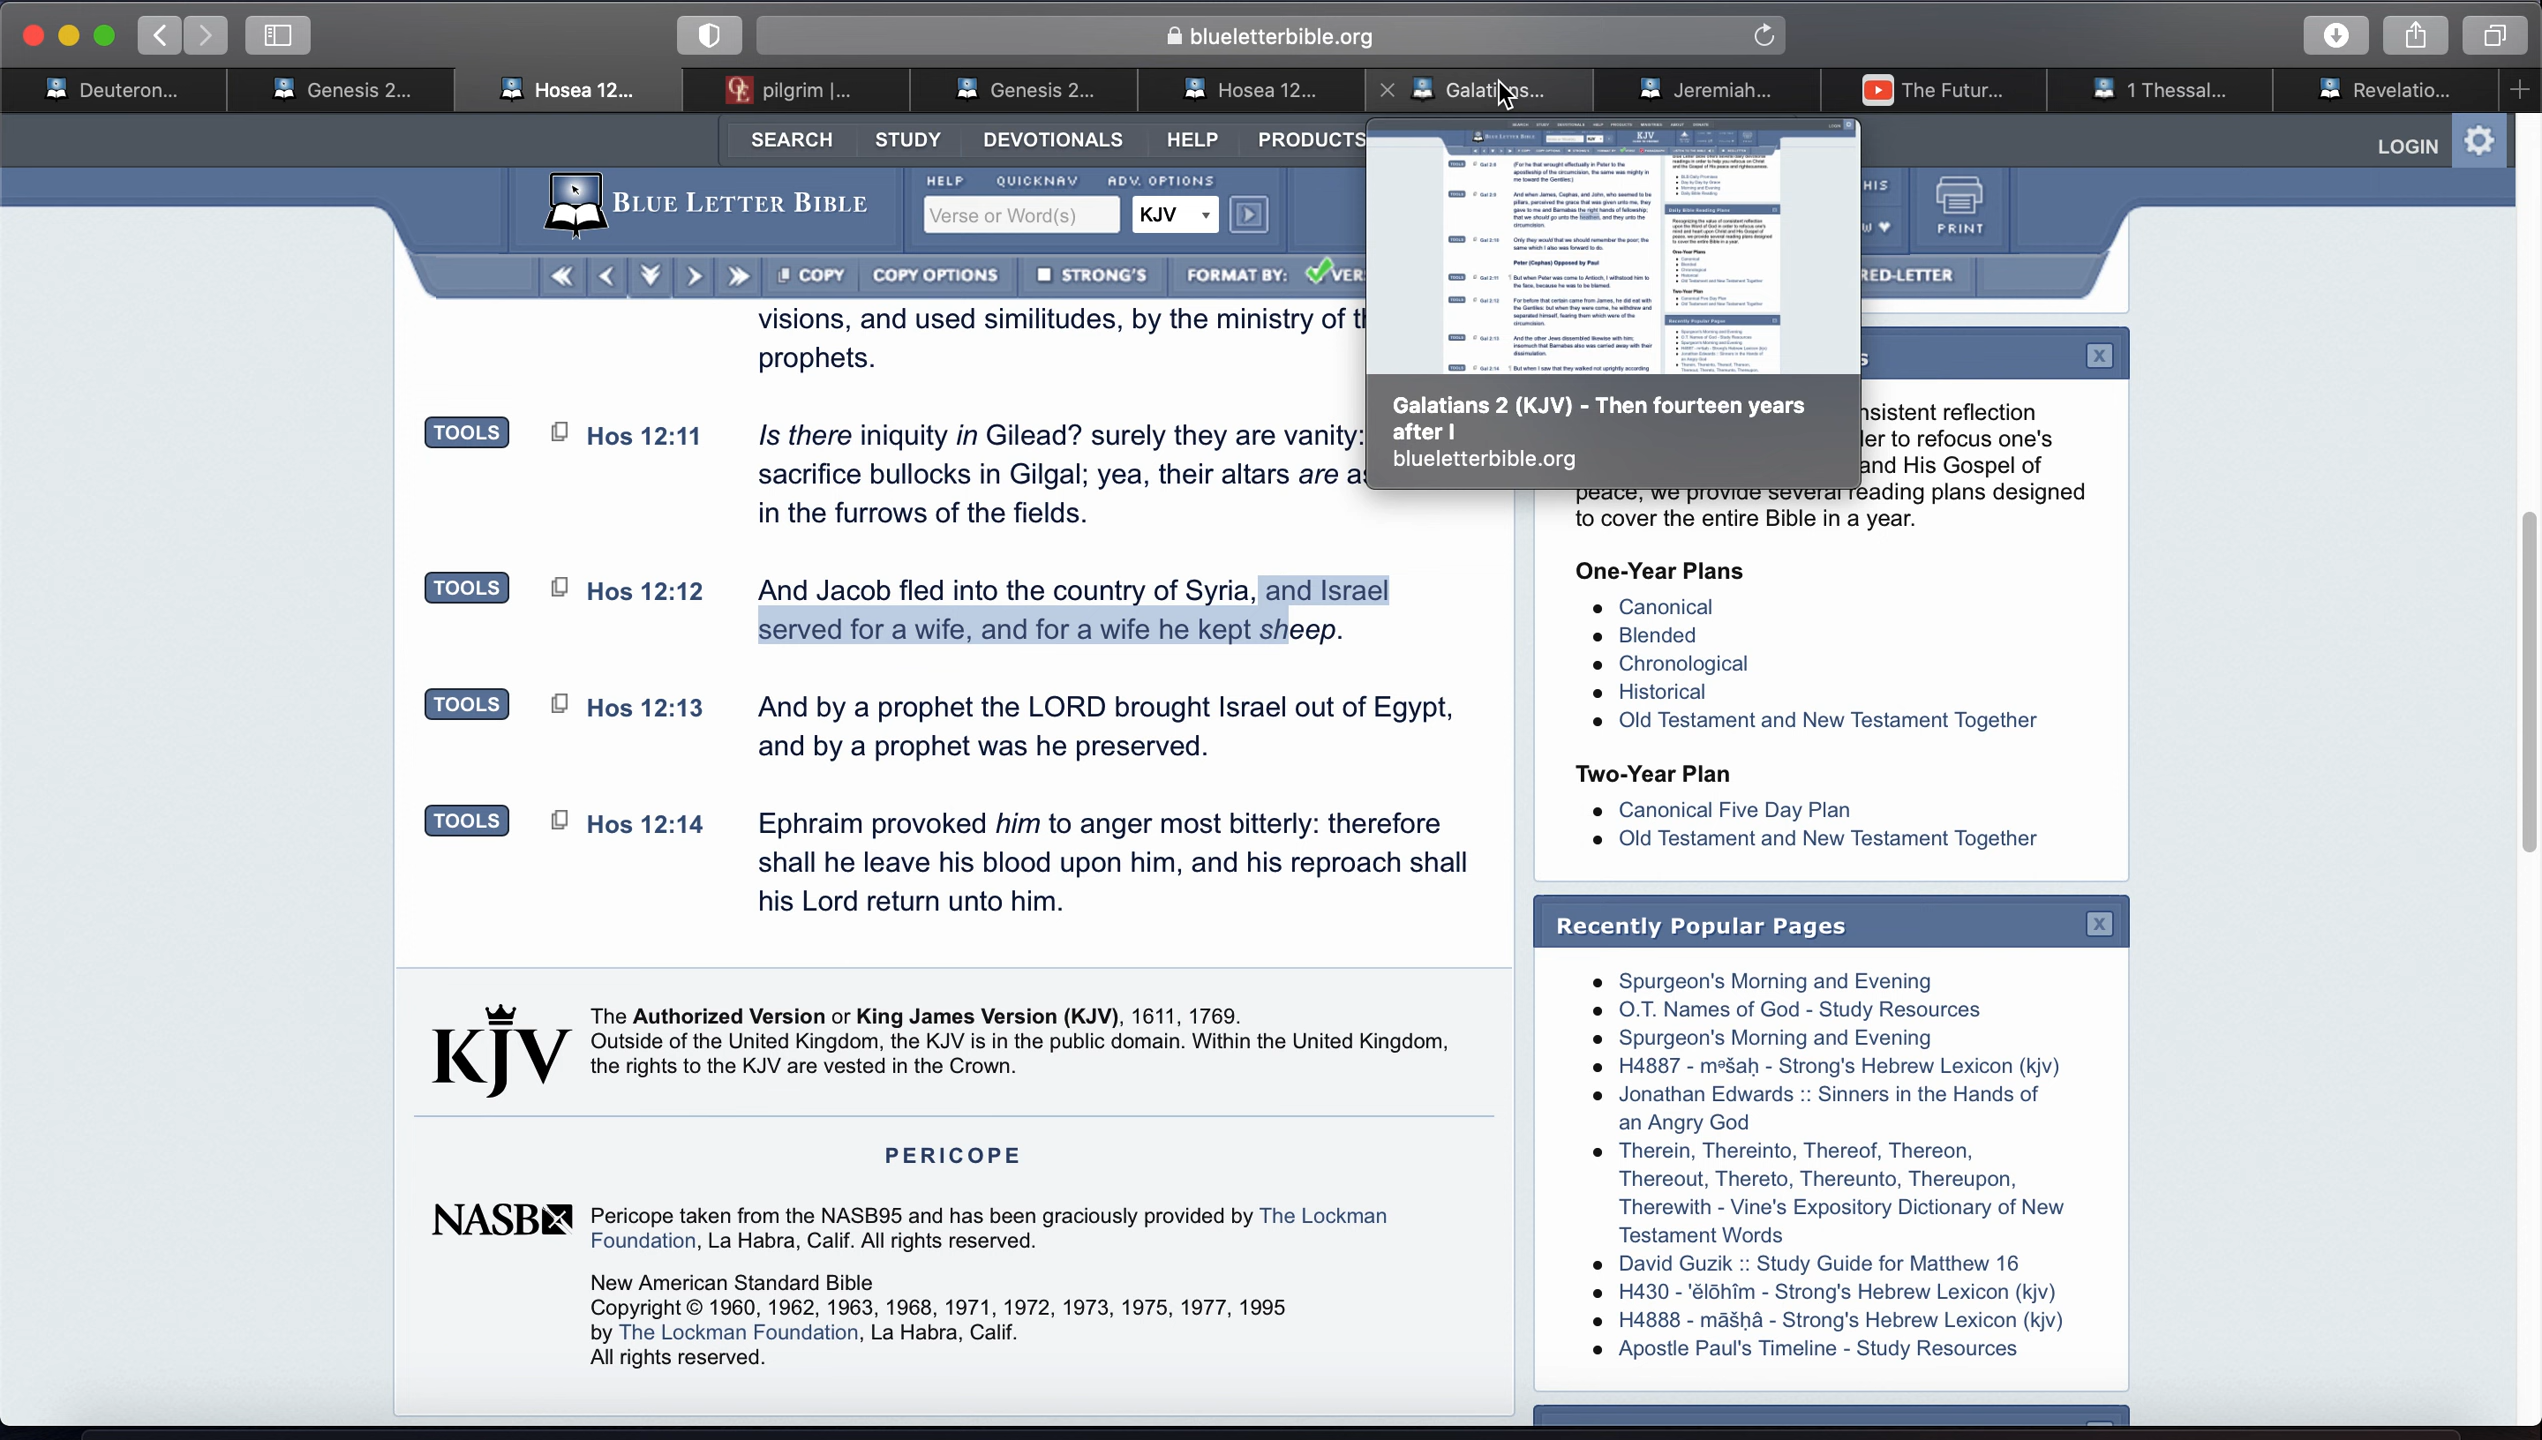 blueletterbible.org
Deuteron...
Genesis 2...
Hosea 12...
pilgrim |...
Genesis 2...
Hosea 12...
Galati ns...
Jeremiah...
The Futur...
1 Thessal...
Revelatio...
SEARCH STUDY DEVOTIONALS HELP PRODUCTS
LOGIN
BLUE LETTER BIBLE
HELP QUICKNAV ADV. OPTIONS
Verse or Word(s)
KJV
HIS
W
PRINT
COPY COPY OPTIONS STRONG'S FORMAT BY: VER
RED-LETTER
Galatians 2 (KJV) - Then fourteen years
after I
blueletterbible.org
visions, and used similitudes, by the ministry of th
prophets.
TOOLS Hos 12:11 Is there iniquity in Gilead? surely they are vanity:
sacrifice bullocks in Gilgal; yea, their altars are as
in the furrows of the fields.
TOOLS Hos 12:12 And Jacob fled into the country of Syria, and Israel
served for a wife, and for a wife he kept sheep.
TOOLS Hos 12:13 And by a prophet the LORD brought Israel out of Egypt,
and by a prophet was he preserved.
TOOLS Hos 12:14 Ephraim provoked him to anger most bitterly: therefore
shall he leave his blood upon him, and his reproach shall
his Lord return unto him.
KJV
The Authorized Version or King James Version (KJV), 1611, 1769.
Outside of the United Kingdom, the KJV is in the public domain. Within the United Kingdom,
the rights to the KJV are vested in the Crown.
PERICOPE
NASB
Pericope taken from the NASB95 and has been graciously provided by The Lockman
Foundation, La Habra, Calif. All rights reserved.
New American Standard Bible
Copyright © 1960, 1962, 1963, 1968, 1971, 1972, 1973, 1975, 1977, 1995
by The Lockman Foundation, La Habra, Calif.
All rights reserved.
s
nsistent reflection
ler to refocus one's
and His Gospel of
peace, we provide several reading plans designed
to cover the entire Bible in a year.
One-Year Plans
Canonical
Blended
Chronological
Historical
Old Testament and New Testament Together
Two-Year Plan
Canonical Five Day Plan
Old Testament and New Testament Together
Recently Popular Pages
Spurgeon's Morning and Evening
O.T. Names of God - Study Resources
Spurgeon's Morning and Evening
H4887 - mᵊšaḥ - Strong's Hebrew Lexicon (kjv)
Jonathan Edwards :: Sinners in the Hands of
an Angry God
Therein, Thereinto, Thereof, Thereon,
Thereout, Thereto, Thereunto, Thereupon,
Therewith - Vine's Expository Dictionary of New
Testament Words
David Guzik :: Study Guide for Matthew 16
H430 - 'ĕlōhîm - Strong's Hebrew Lexicon (kjv)
H4888 - māšḥâ - Strong's Hebrew Lexicon (kjv)
Apostle Paul's Timeline - Study Resources